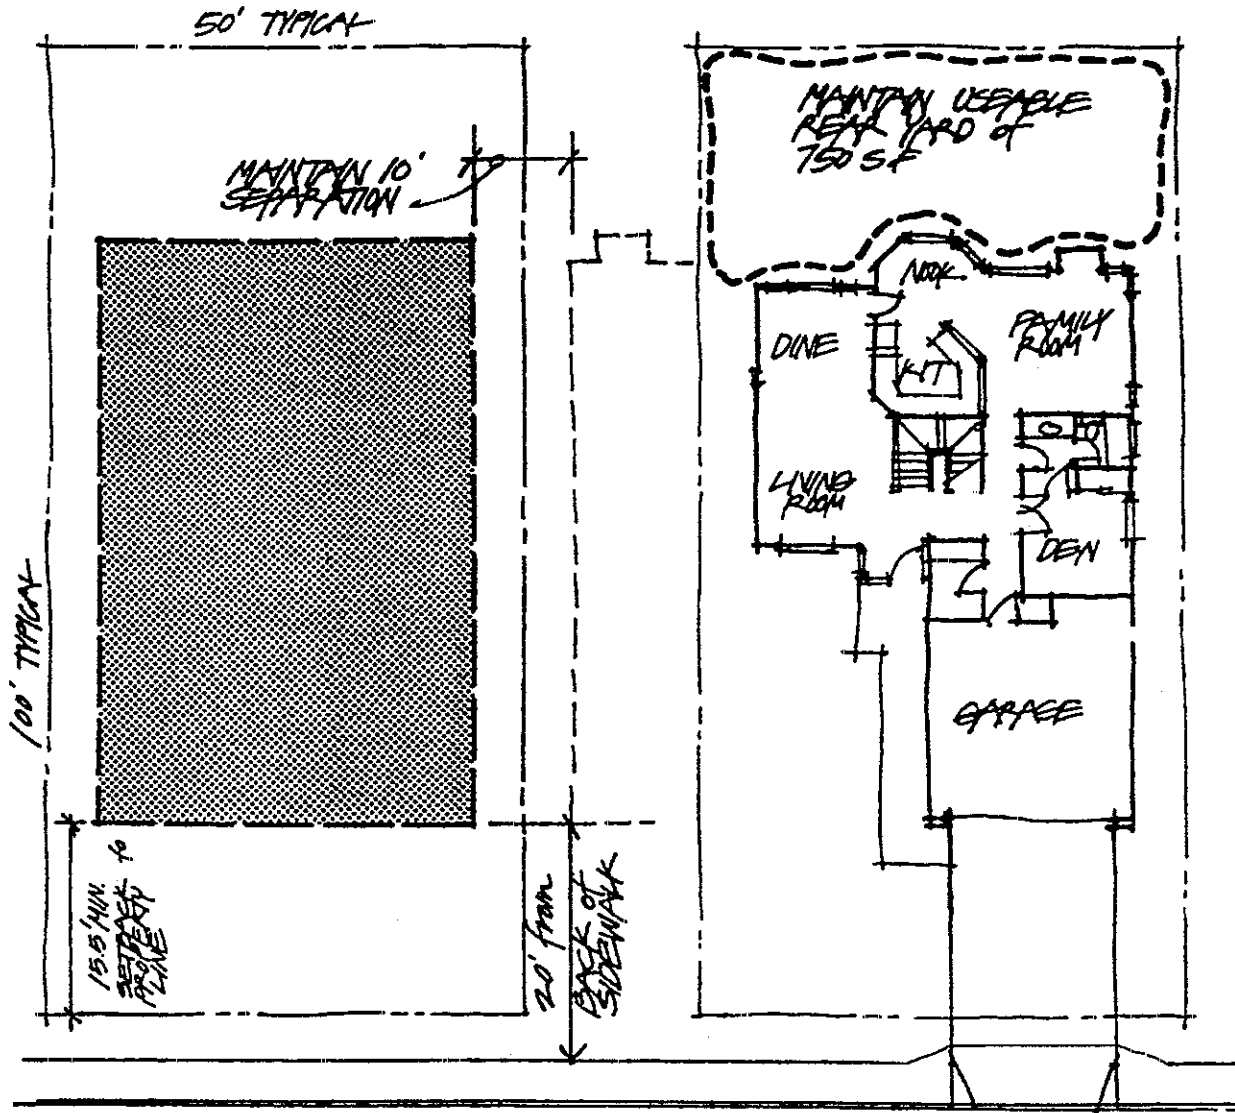 50' TYPICAL
MAINTAIN 10'
SEPARATION
100' TYPICAL
15.5' MIN.
SETBACK to
PROPERTY
LINE
20' from
BACK of
SIDEWALK
MAINTAIN USEABLE
REAR YARD of
750 SF
NOOK
DINE
KIT
FAMILY
ROOM
LIVING
ROOM
DEN
GARAGE